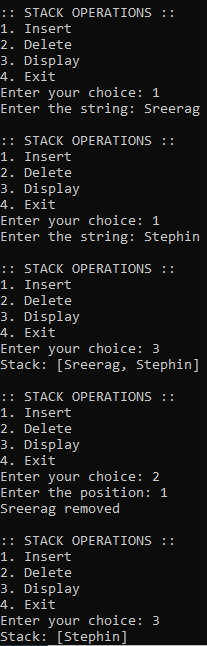 :: STACK OPERATIONS ::
1. Insert
2. Delete
3. Display
4. Exit
Enter your choice: 1
Enter the string: Sreerag
:: STACK OPERATIONS ::
1. Insert
2. Delete
3. Display
4. Exit
Enter your choice: 1
Enter the string: Stephin
:: STACK OPERATIONS ::
1. Insert
2. Delete
3. Display
4. Exit
Enter your choice: 3
Stack: [Sreerag, Stephin]
:: STACK OPERATIONS ::
1. Insert
2. Delete
3. Display
4. Exit
Enter your choice: 2
Enter the position: 1
Sreerag removed
:: STACK OPERATIONS ::
1. Insert
2. Delete
3. Display
4. Exit
Enter your choice: 3
Stack: [Stephin]